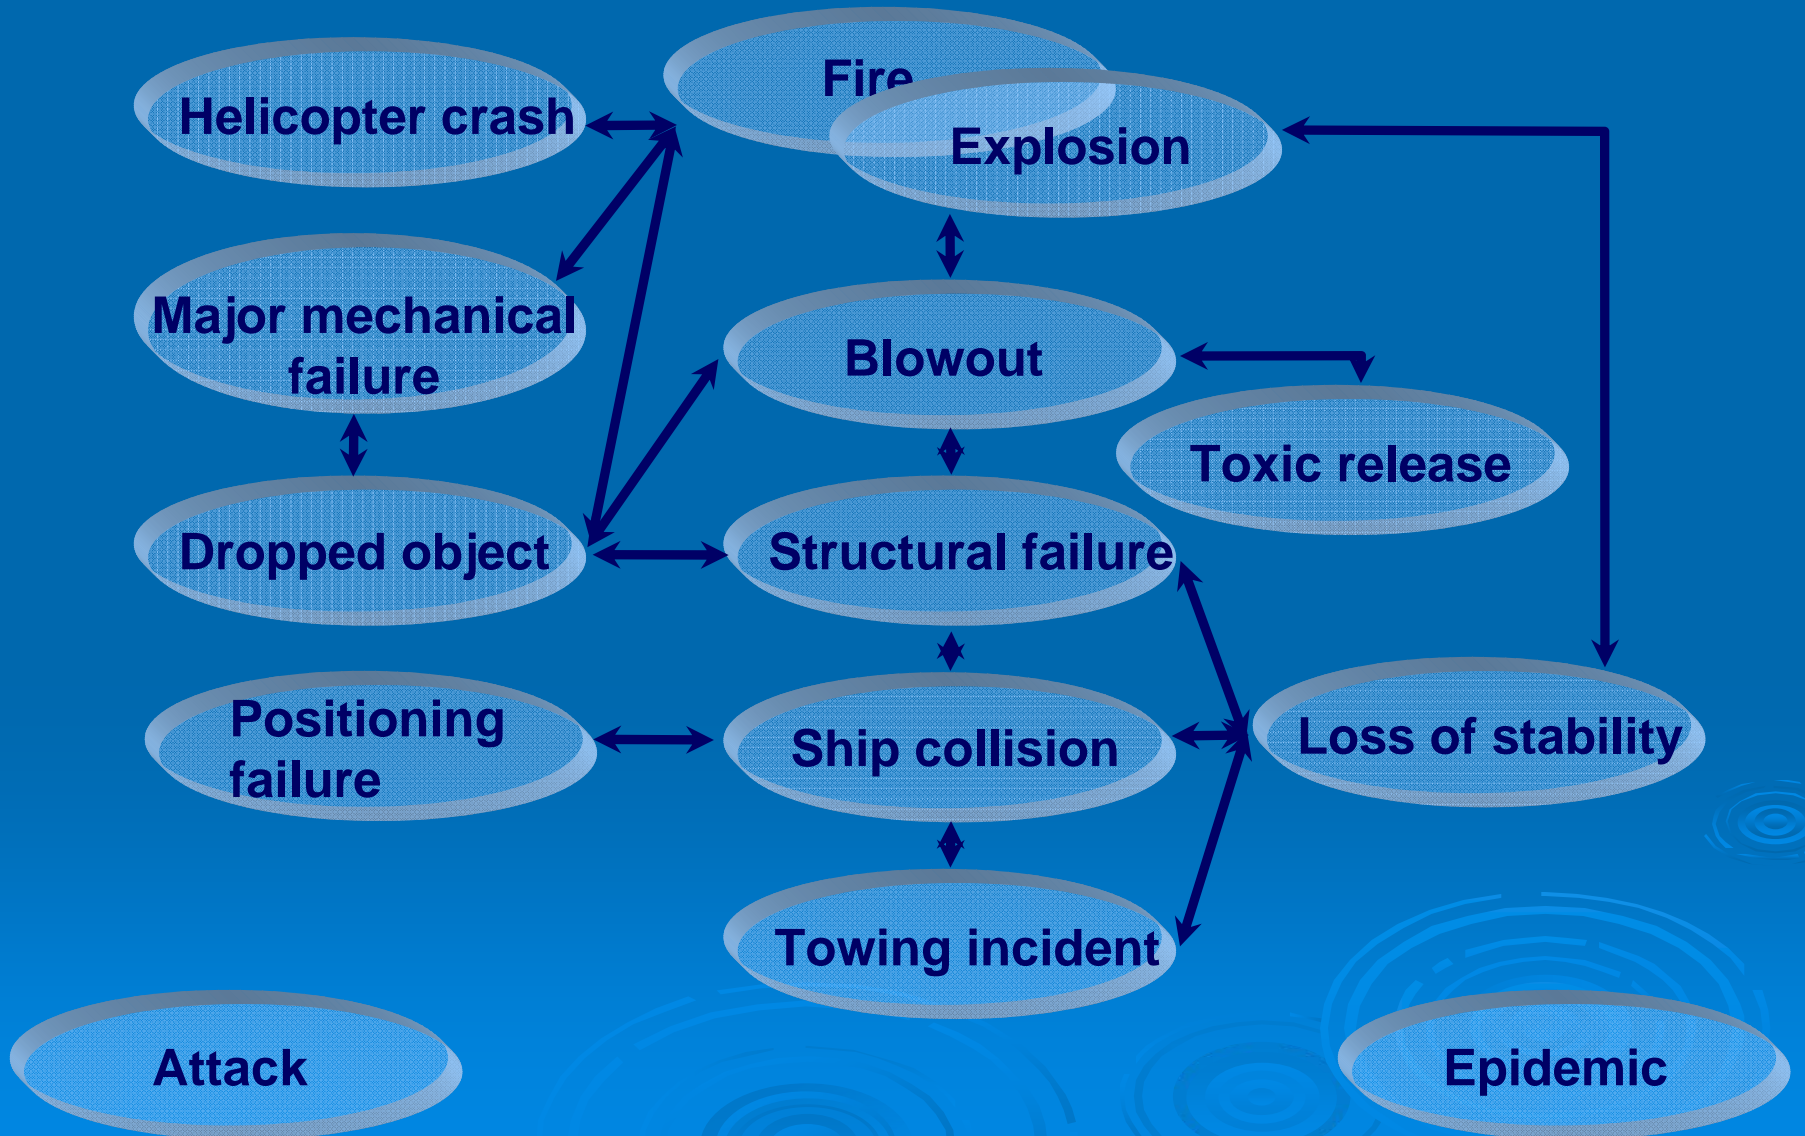 Fire
Helicopter crash
Explosion
Major mechanical
failure
Blowout
Toxic release
Dropped object
Structural failure
Positioning
failure
Ship collision
Loss of stability
Towing incident
Attack
Epidemic